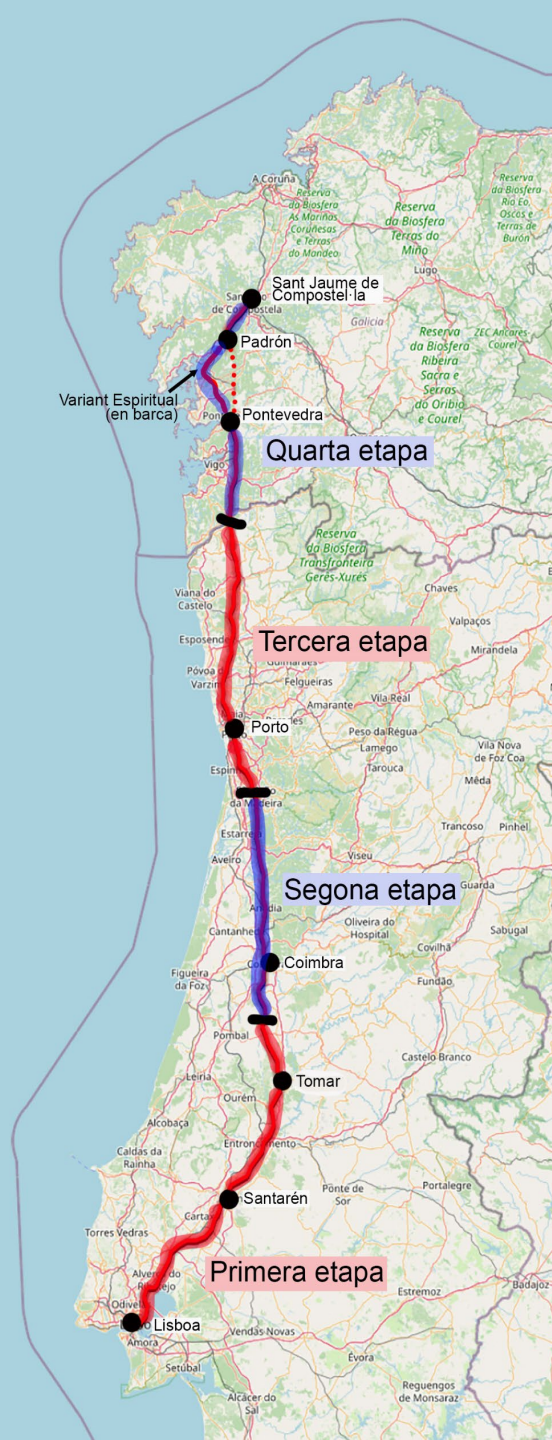 A Coruña
Reserva
da Biosfera
As Mariñas
Coruñesas
e Terras
do Mandeo
Reserva
da Biosfera
Terras do
Miño
Reserva
da Biosfera
Rio Eo,
Oscos e
Terras de
Burón
Lugo
Sant Jaume de
Compostel·la
de Compostela
Galicia
Reserva
da Biosfera
Ribeira
Sacra e
Serras
do Oribio
e Courel
ZEC Ancares-
Courel
Padrón
Variant Espiritual
(en barca)
Pontevedra
Quarta etapa
Vigo
Reserva
da Biosfera
Transfronteira
Gerês-Xurés
Chaves
Viana do
Castelo
Valpaços
Esposende
Tercera etapa
Mirandela
Guimarães
Póvoa
Varzim
Felgueiras
Amarante
Vila Real
Porto
Peso da Régua
Lamego
Vila Nova
de Foz Coa
Tarouca
Mêda
da Madeira
Trancoso
Pinhel
Estarreja
Aveiro
Viseu
Segona etapa
Guarda
Oliveira do
Hospital
Sabugal
Covilhã
Coimbra
Figueira
da Foz
Fundão
Pombal
Castelo Branco
Leiria
Tomar
Ourém
Alcobaça
Entroncamento
Caldas da
Rainha
Ponte de
Sor
Portalegre
Santarén
Torres Vedras
Primera etapa
Estremoz
Badajoz
Lisboa
Vendas Novas
Amora
Évora
Setúbal
Reguengos
de Monsaraz
Alcácer do
Sal